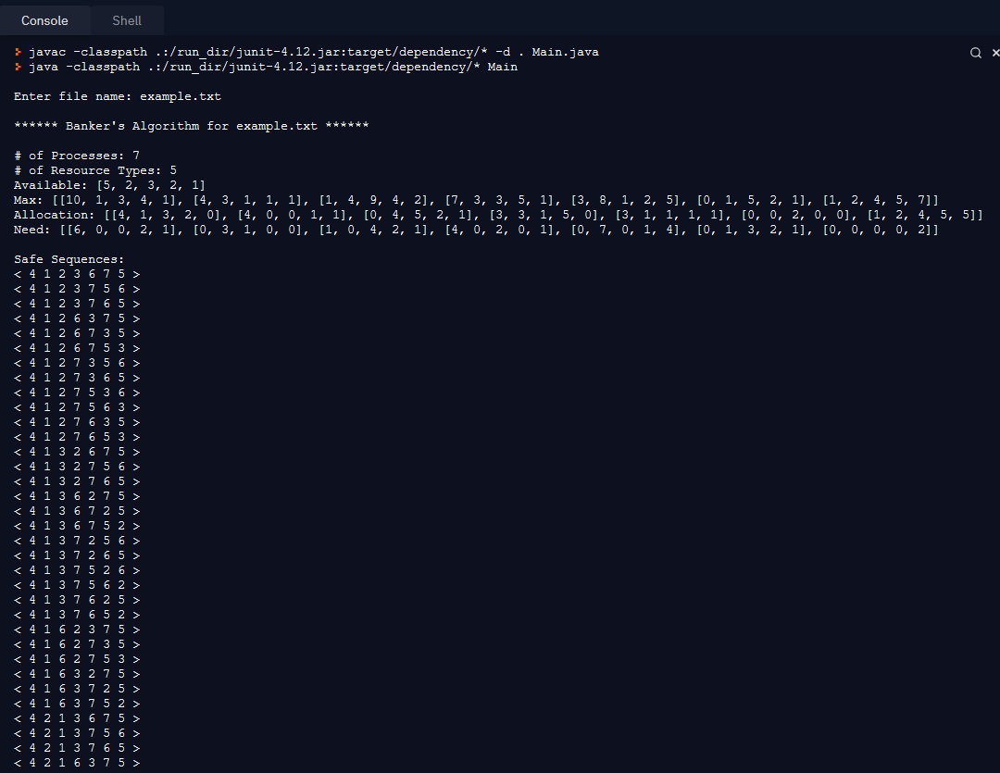 Console Shell
javac -classpath .:/run_dir/junit-4.12.jar:target/dependency/* -d . Main.java
java -classpath .:/run_dir/junit-4.12.jar:target/dependency/* Main
Enter file name: example.txt
****** Banker's Algorithm for example.txt ******
# of Processes: 7
# of Resource Types: 5
Available: [5, 2, 3, 2, 1]
Max: [[10, 1, 3, 4, 1], [4, 3, 1, 1, 1], [1, 4, 9, 4, 2], [7, 3, 3, 5, 1], [3, 8, 1, 2, 5], [0, 1, 5, 2, 1], [1, 2, 4, 5, 7]]
Allocation: [[4, 1, 3, 2, 0], [4, 0, 0, 1, 1], [0, 4, 5, 2, 1], [3, 3, 1, 5, 0], [3, 1, 1, 1, 1], [0, 0, 2, 0, 0], [1, 2, 4, 5, 5]]
Need: [[6, 0, 0, 2, 1], [0, 3, 1, 0, 0], [1, 0, 4, 2, 1], [4, 0, 2, 0, 1], [0, 7, 0, 1, 4], [0, 1, 3, 2, 1], [0, 0, 0, 0, 2]]
Safe Sequences:
< 4 1 2 3 6 7 5 >
< 4 1 2 3 7 5 6 >
< 4 1 2 3 7 6 5 >
< 4 1 2 6 3 7 5 >
< 4 1 2 6 7 3 5 >
< 4 1 2 6 7 5 3 >
< 4 1 2 7 3 5 6 >
< 4 1 2 7 3 6 5 >
< 4 1 2 7 5 3 6 >
< 4 1 2 7 5 6 3 >
< 4 1 2 7 6 3 5 >
< 4 1 2 7 6 5 3 >
< 4 1 3 2 6 7 5 >
< 4 1 3 2 7 5 6 >
< 4 1 3 2 7 6 5 >
< 4 1 3 6 2 7 5 >
< 4 1 3 6 7 2 5 >
< 4 1 3 6 7 5 2 >
< 4 1 3 7 2 5 6 >
< 4 1 3 7 2 6 5 >
< 4 1 3 7 5 2 6 >
< 4 1 3 7 5 6 2 >
< 4 1 3 7 6 2 5 >
< 4 1 3 7 6 5 2 >
< 4 1 6 2 3 7 5 >
< 4 1 6 2 7 3 5 >
< 4 1 6 2 7 5 3 >
< 4 1 6 3 2 7 5 >
< 4 1 6 3 7 2 5 >
< 4 1 6 3 7 5 2 >
< 4 2 1 3 6 7 5 >
< 4 2 1 3 7 5 6 >
< 4 2 1 3 7 6 5 >
< 4 2 1 6 3 7 5 >